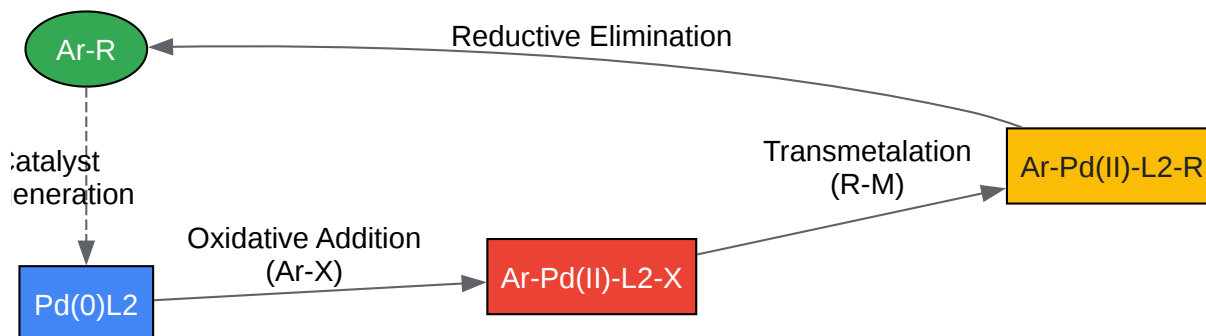 Ar-R
Reductive Elimination
Catalyst
generation
Transmetalation
(R-M)
Ar-Pd(II)-L2-R
Oxidative Addition
(Ar-X)
Ar-Pd(II)-L2-X
Pd(0)L2